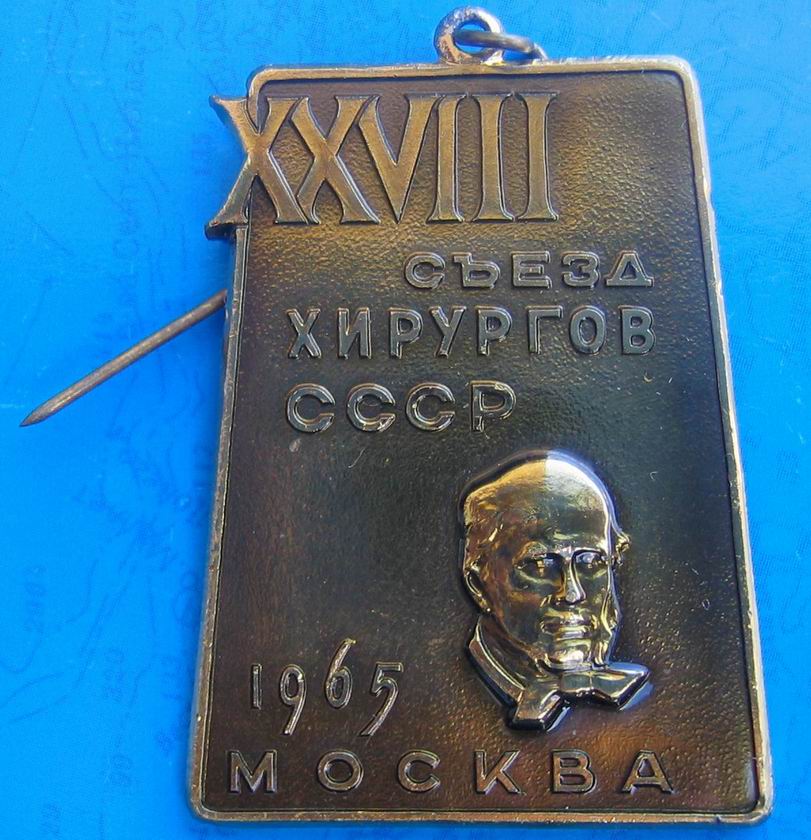 XXVIII
СЪЕЗД
ХИРУРГОВ
СССР
1965
МОСКВА